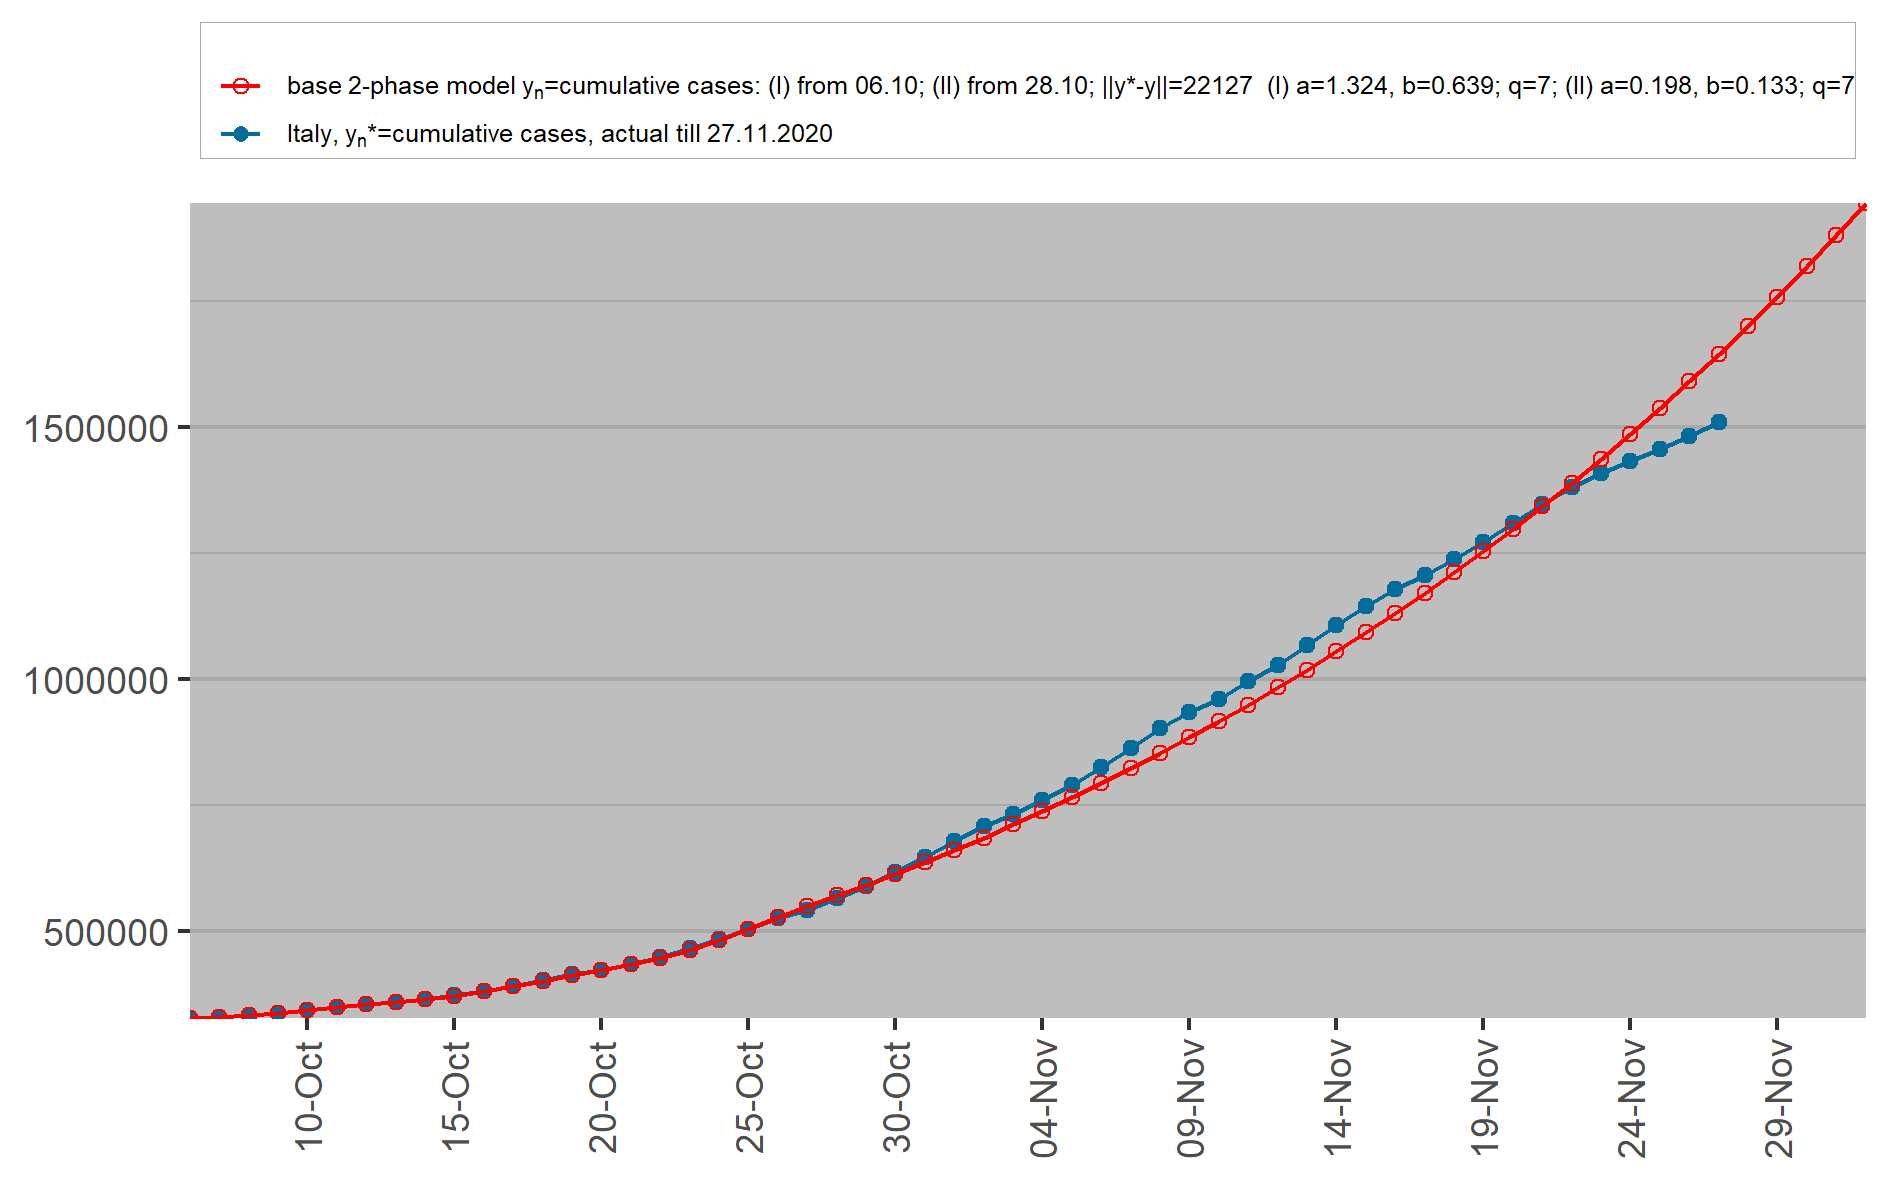 base 2-phase model yn=cumulative cases: (I) from 06.10; (II) from 28.10; ||y*-y||=22127  (I) a=1.324, b=0.639; q=7; (II) a=0.198, b=0.133; q=7
Italy, yn*=cumulative cases, actual till 27.11.2020
1500000
1000000
500000
10-Oct
15-Oct
20-Oct
25-Oct
30-Oct
04-Nov
09-Nov
14-Nov
19-Nov
24-Nov
29-Nov